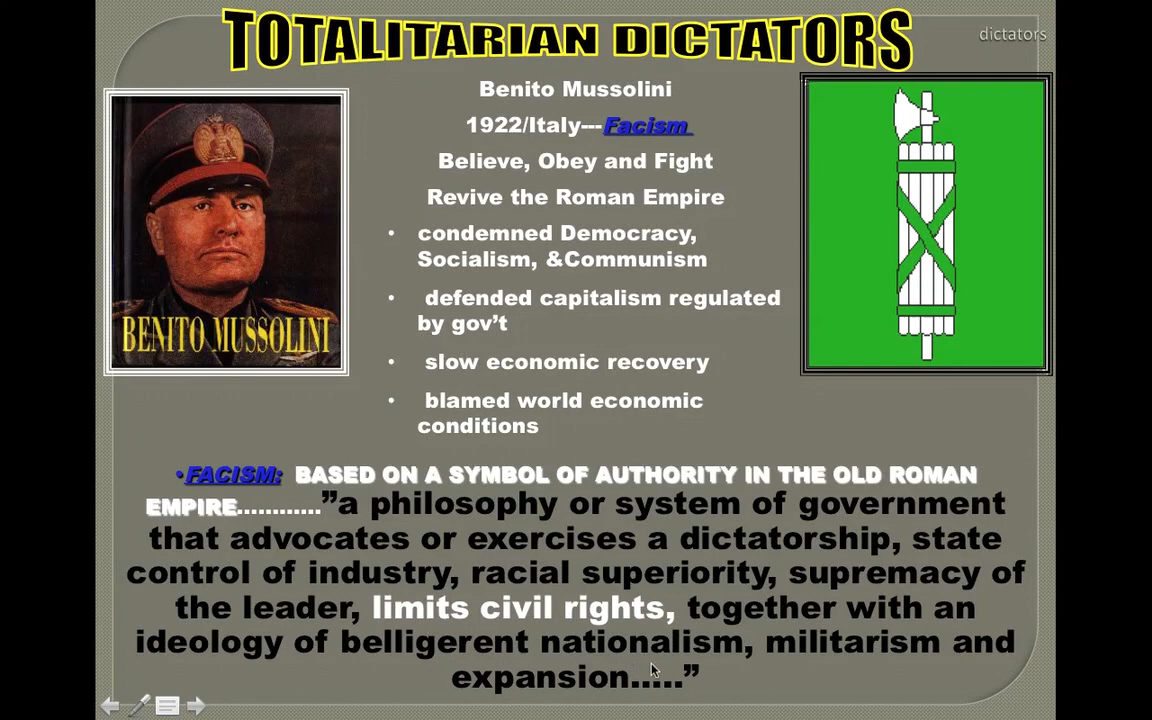 TOTALITARIAN DICTATORS
dictators
Benito Mussolini
1922/Italy---Facism
Believe, Obey and Fight
Revive the Roman Empire
• condemned Democracy,
Socialism, &Communism
• defended capitalism regulated
by gov’t
• slow economic recovery
• blamed world economic
conditions
BENITO MUSSOLINI
•FACISM: BASED ON A SYMBOL OF AUTHORITY IN THE OLD ROMAN
EMPIRE............”a philosophy or system of government
that advocates or exercises a dictatorship, state
control of industry, racial superiority, supremacy of
the leader, limits civil rights, together with an
ideology of belligerent nationalism, militarism and
expansion.....”